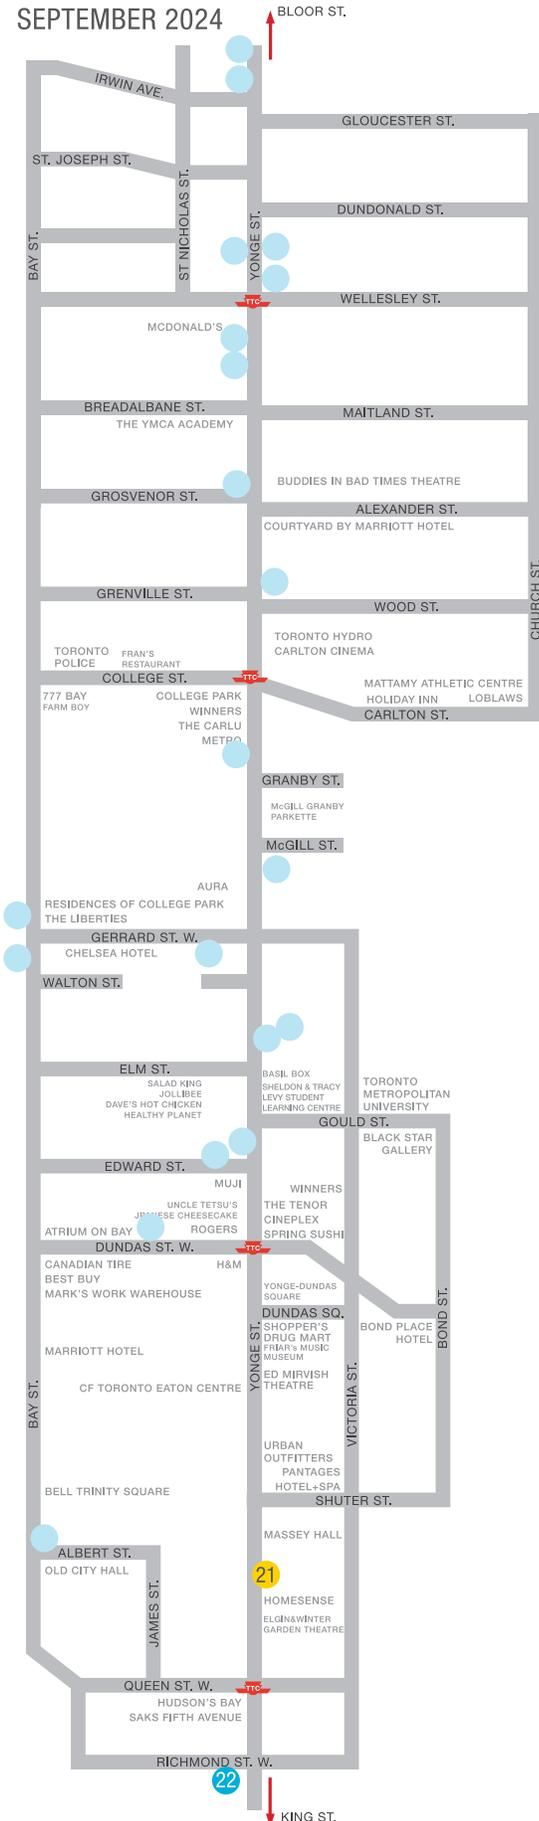 SEPTEMBER 2024
BLOOR ST.
IRWIN AVE.
GLOUCESTER ST.
ST. JOSEPH ST.
ST NICHOLAS ST.
DUNDONALD ST.
BAY ST.
YONGE ST.
TTC
WELLESLEY ST.
MCDONALD'S
BREADALBANE ST.
MAITLAND ST.
THE YMCA ACADEMY
BUDDIES IN BAD TIMES THEATRE
GROSVENOR ST.
ALEXANDER ST.
COURTYARD BY MARRIOTT HOTEL
GRENVILLE ST.
WOOD ST.
CHURCH ST.
TORONTO HYDRO
CARLTON CINEMA
TORONTO
POLICE
FRAN'S
RESTAURANT
COLLEGE ST.
TTC
MATTAMY ATHLETIC CENTRE
HOLIDAY INN
LOBLAWS
CARLTON ST.
777 BAY
FARM BOY
COLLEGE PARK
WINNERS
THE CARLU
METRO
GRANBY ST.
McGILL GRANBY
PARKETTE
McGILL ST.
AURA
RESIDENCES OF COLLEGE PARK
THE LIBERTIES
GERRARD ST. W.
CHELSEA HOTEL
WALTON ST.
ELM ST.
SALAD KING
JOLLIBEE
DAVE'S HOT CHICKEN
HEALTHY PLANET
BASIL BOX
SHELDON & TRACY
LEVY STUDENT
LEARNING CENTRE
TORONTO
METROPOLITAN
UNIVERSITY
GOULD ST.
BLACK STAR
GALLERY
EDWARD ST.
MUJI
UNCLE TETSU'S
CHEESECAKE
ATRIUM ON BAY
ROGERS
WINNERS
THE TENOR
CINEPLEX
SPRING SUSHI
DUNDAS ST. W.
TTC
CANADIAN TIRE
BEST BUY
MARK'S WORK WAREHOUSE
H&M
YONGE-DUNDAS
SQUARE
DUNDAS SQ.
BOND ST.
SHOPPER'S
DRUG MART
FRIAR's MUSIC
MUSEUM
BOND PLACE
HOTEL
MARRIOTT HOTEL
YONGE ST.
ED MIRVISH
THEATRE
CF TORONTO EATON CENTRE
BAY ST.
VICTORIA ST.
URBAN
OUTFITTERS
PANTAGES
HOTEL+SPA
BELL TRINITY SQUARE
SHUTER ST.
MASSEY HALL
ALBERT ST.
OLD CITY HALL
21
JAMES ST.
HOMESENSE
ELGIN&WINTER
GARDEN THEATRE
QUEEN ST. W.
TTC
HUDSON'S BAY
SAKS FIFTH AVENUE
RICHMOND ST. W.
22
KING ST.